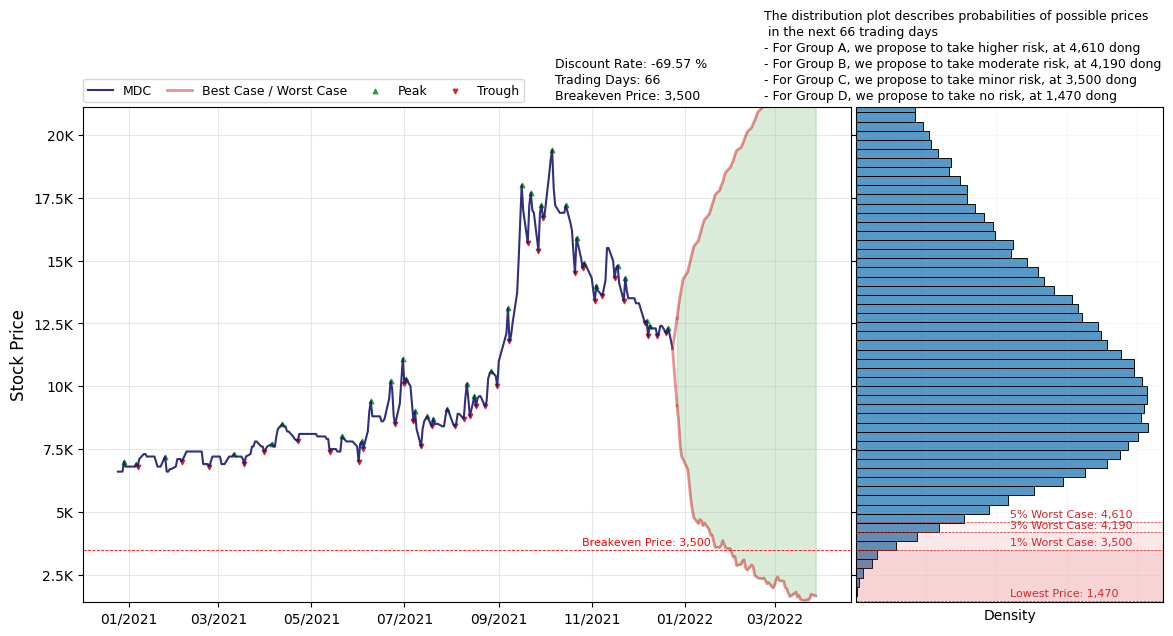 The distribution plot describes probabilities of possible prices
in the next 66 trading days
- For Group A, we propose to take higher risk, at 4,610 dong
- For Group B, we propose to take moderate risk, at 4,190 dong
- For Group C, we propose to take minor risk, at 3,500 dong
- For Group D, we propose to take no risk, at 1,470 dong
Discount Rate: -69.57 %
Trading Days: 66
Breakeven Price: 3,500
MDC Best Case / Worst Case Peak Trough
Stock Price
20K
17.5K
15K
12.5K
10K
7.5K
5K
2.5K
Breakeven Price: 3,500
5% Worst Case: 4,610
3% Worst Case: 4,190
1% Worst Case: 3,500
Lowest Price: 1,470
01/2021 03/2021 05/2021 07/2021 09/2021 11/2021 01/2022 03/2022
Density